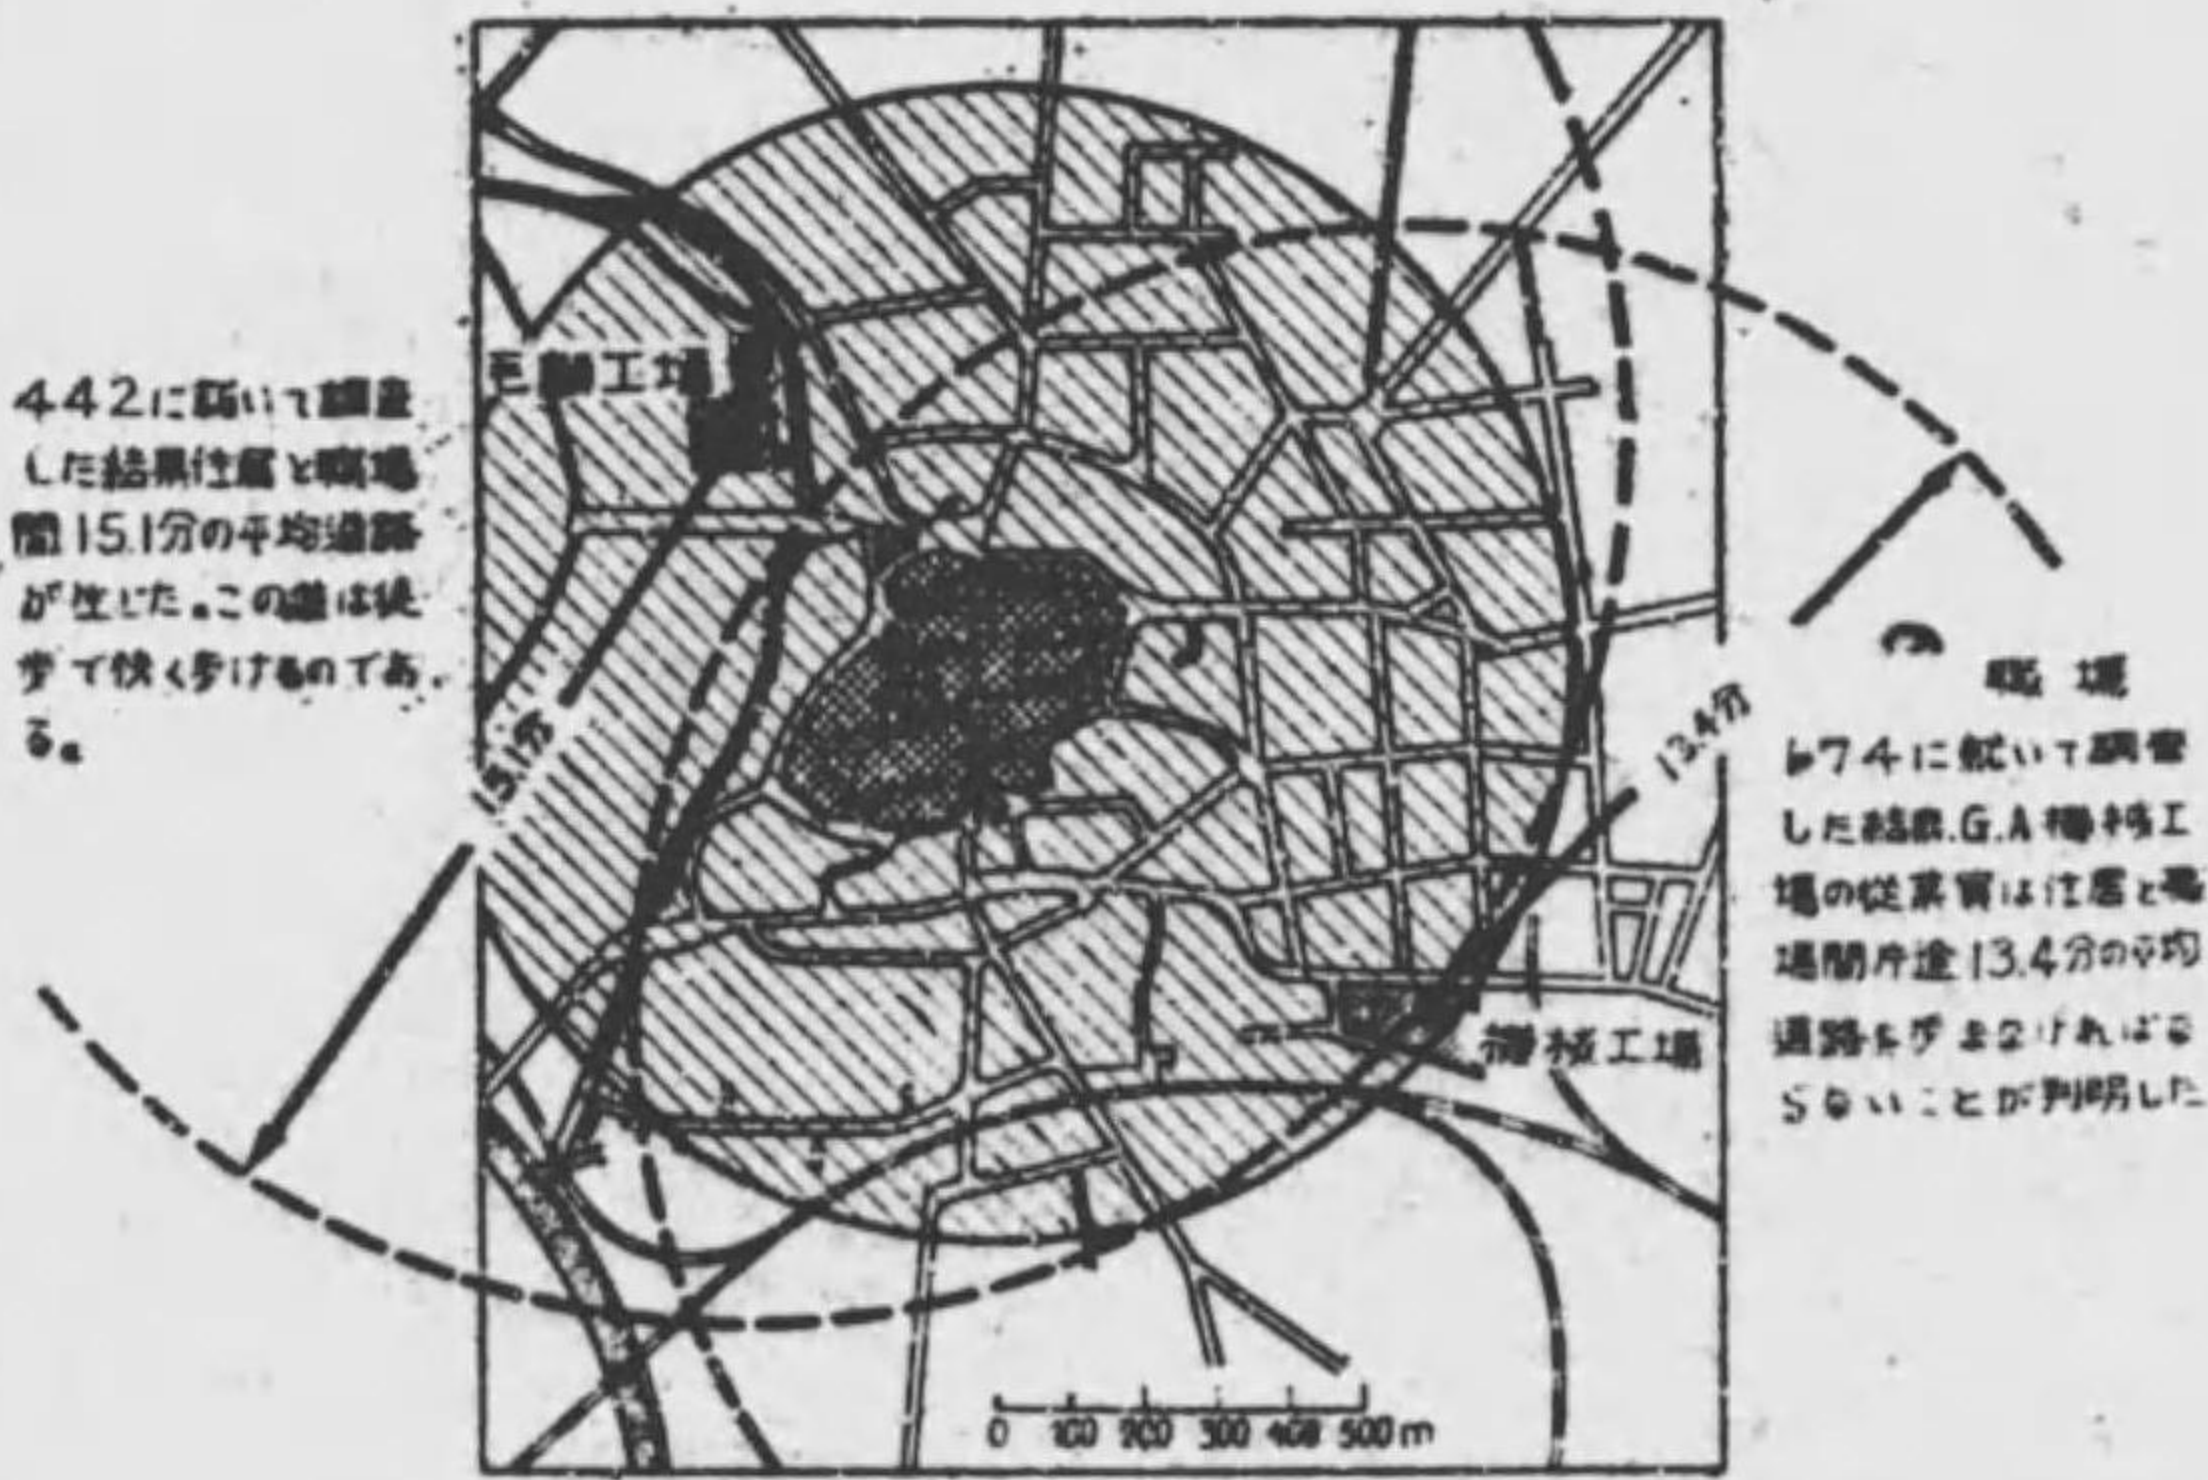 442に就いて調査
した結果住居と職場
間15.1分の平均道路
が生じた。この道は徒
歩で快く歩けるのであ
る。
工場
15.1分
13.4分
職場
674に就いて調査
した結果.G.A機械工
場の従業員は住居と職
場間片道13.4分の平均
道路を歩まなければな
らないことが判明した
機械工場
0 100 200 300 400 500m